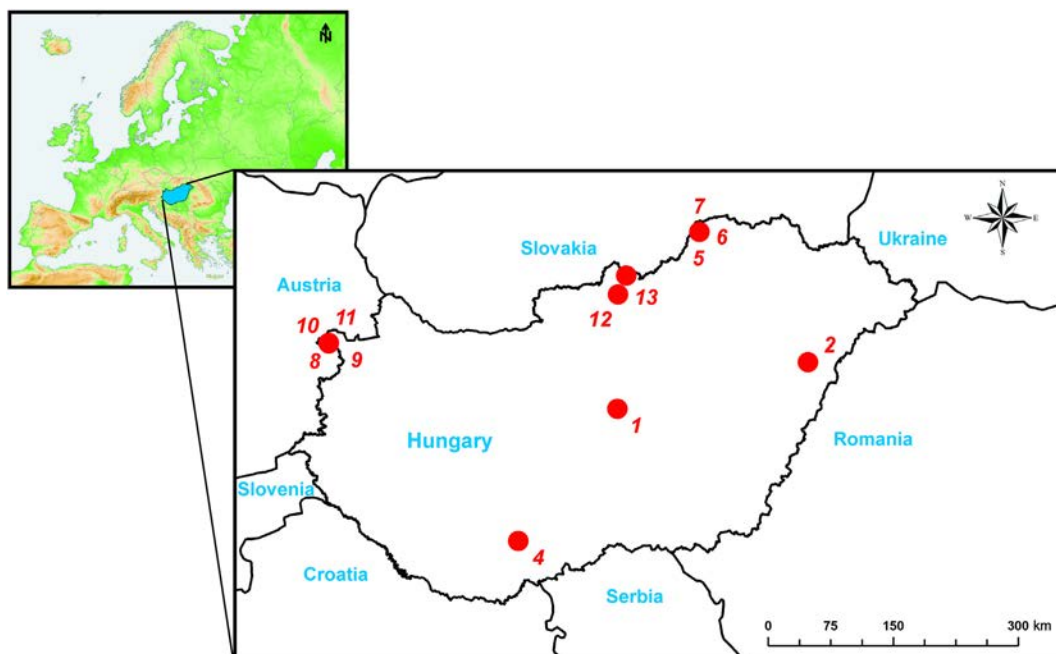 N
7
6
5
Slovakia
Ukraine
N
W
E
S
Austria
13
12
10
11
8
9
2
1
Hungary
Romania
Slovenia
4
Croatia
Serbia
0 75 150 300 km